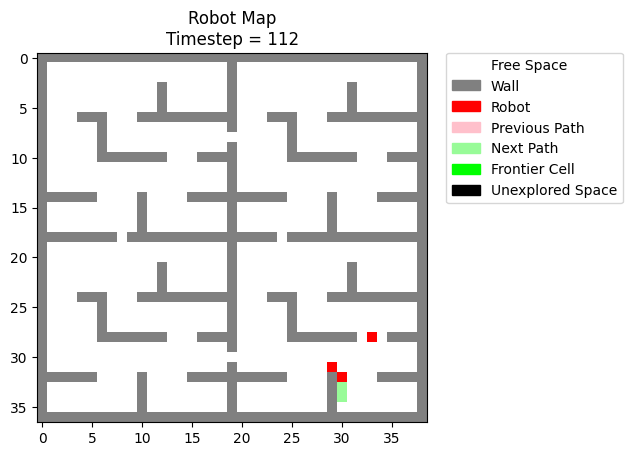 Robot Map
Timestep = 112
Free Space
Wall
Robot
Previous Path
Next Path
Frontier Cell
Unexplored Space
0
5
10
15
20
25
30
35
0
5
10
15
20
25
30
35